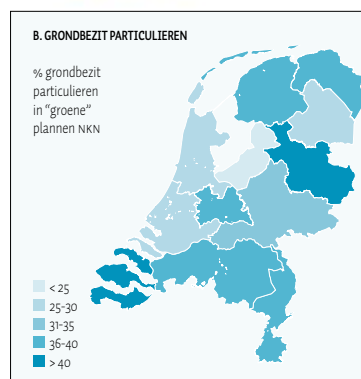 B. GRONDBEZIT PARTICULIEREN
% grondbezit
particulieren
in “groene”
plannen NKN
< 25
25-30
31-35
36-40
> 40